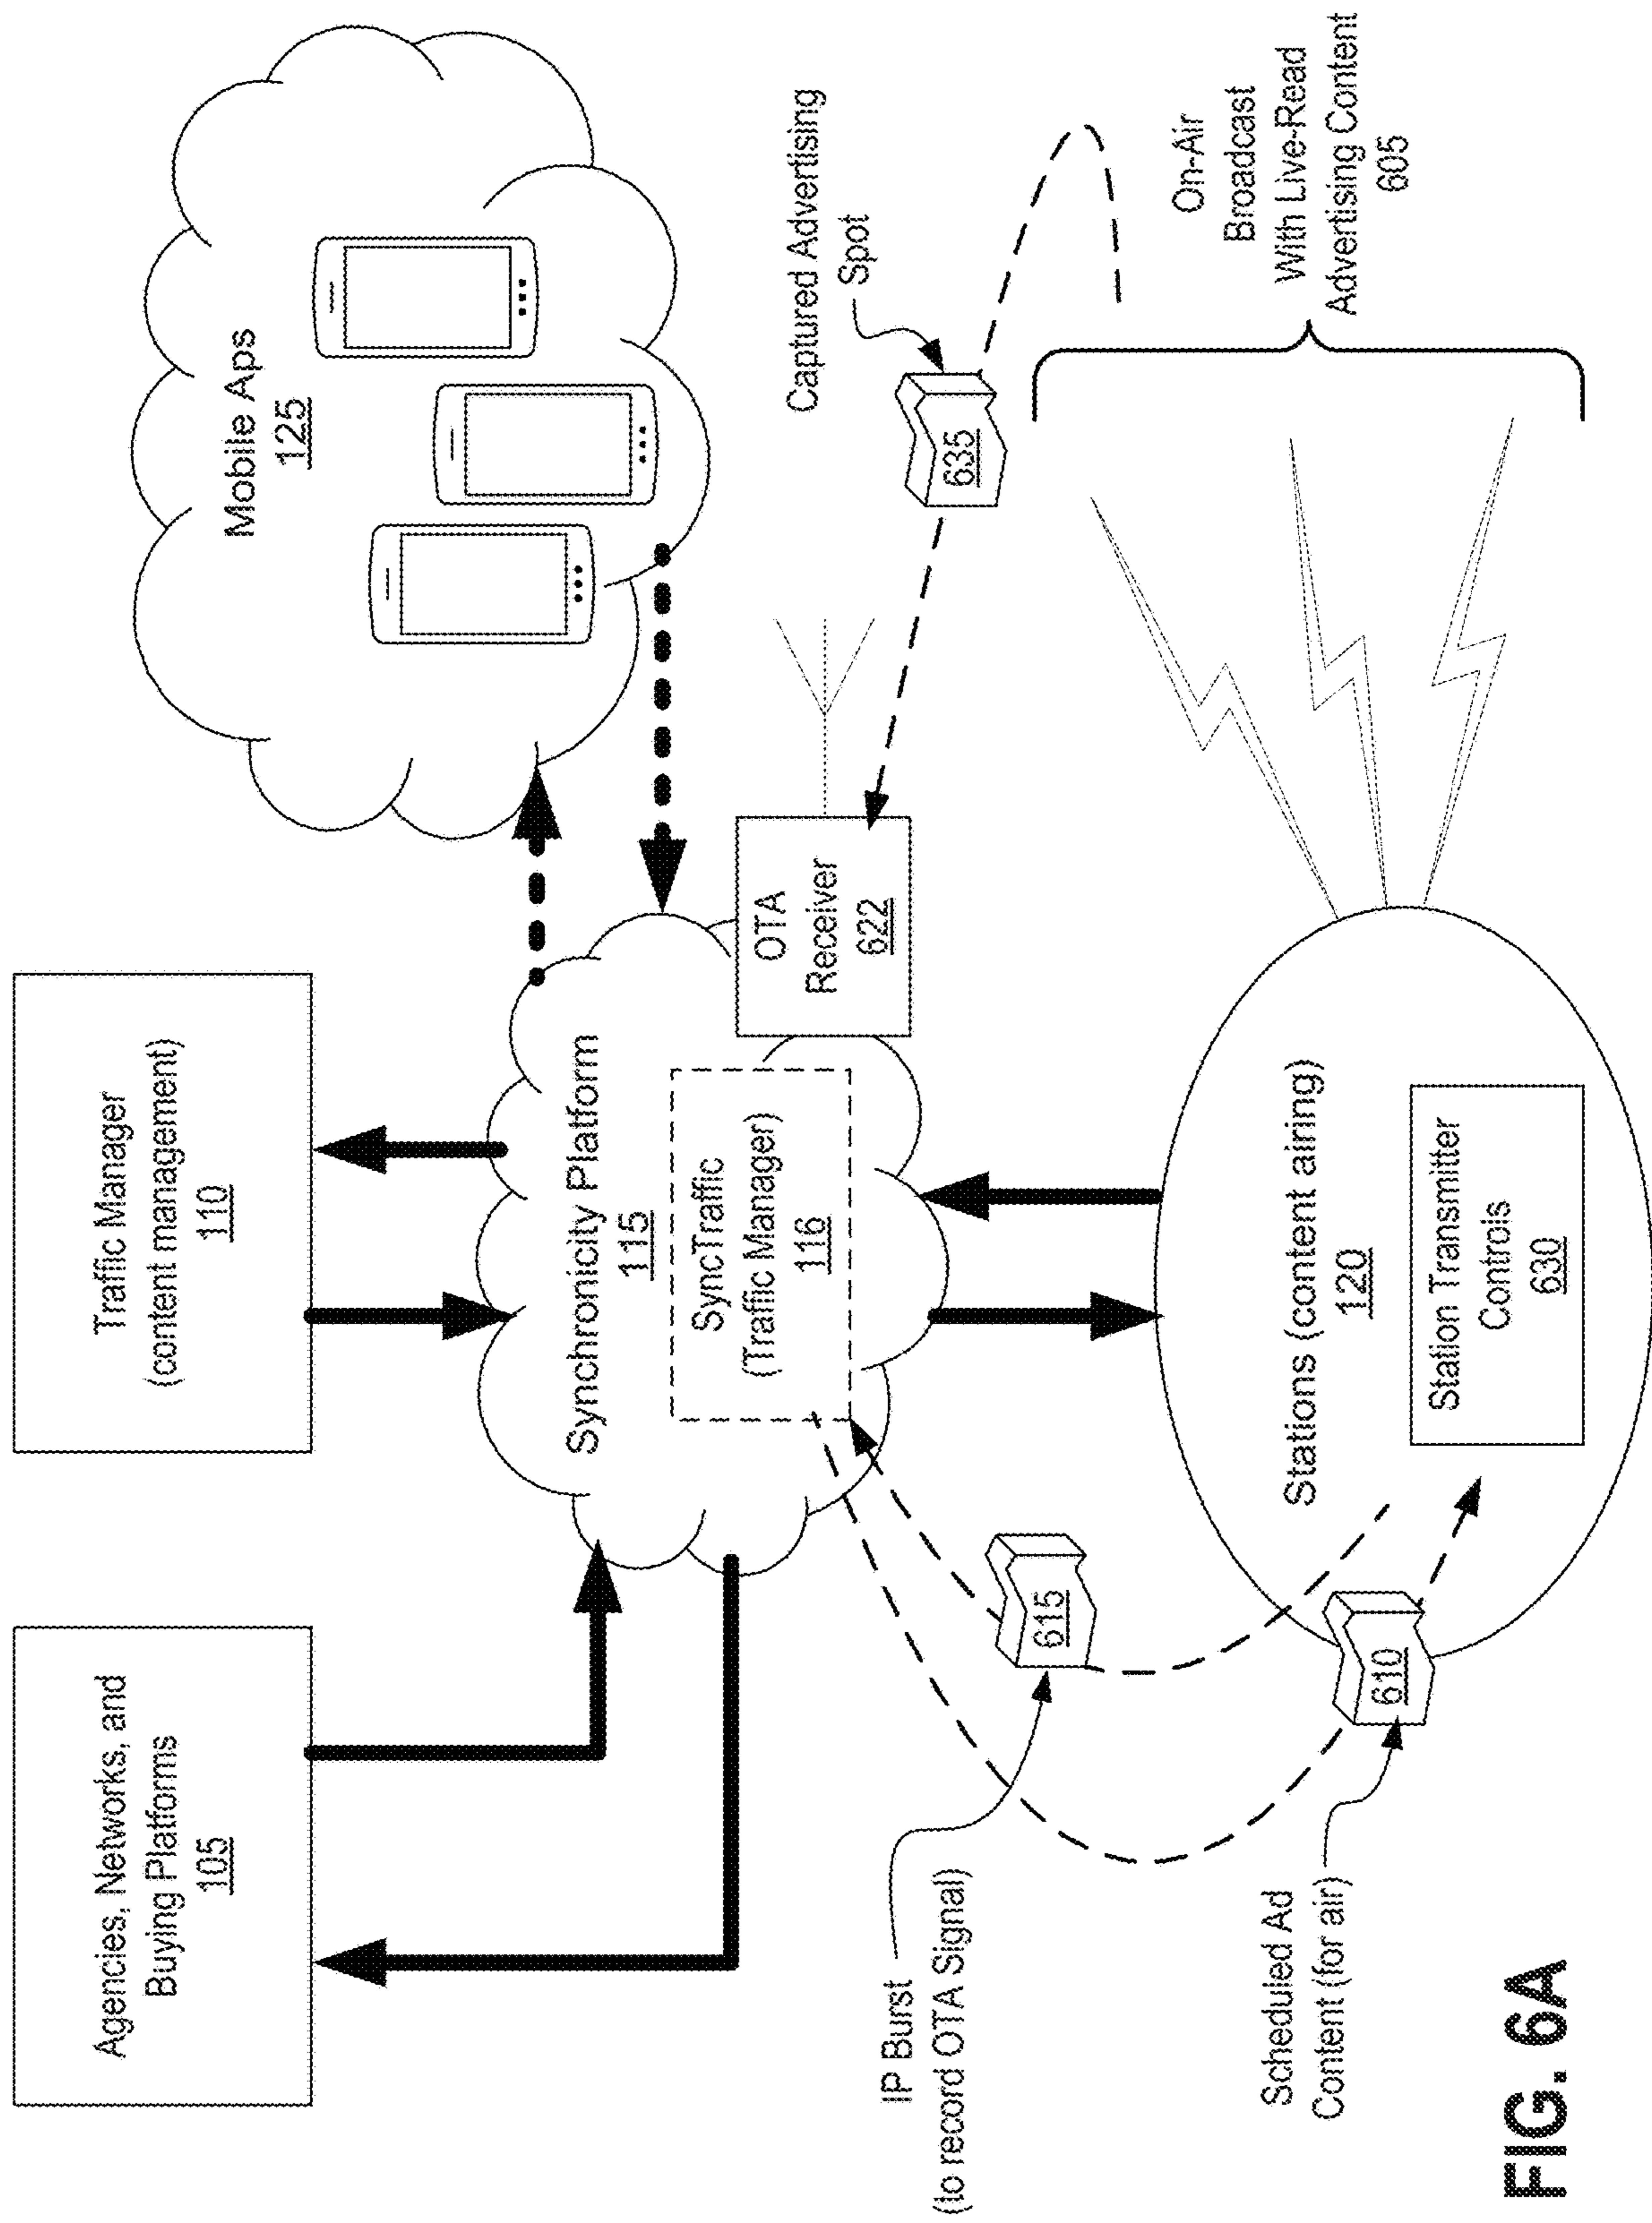 Agencies, Networks, and
Buying Platforms
105
Traffic Manager
(content management)
110
Mobile Aps
125
Synchronicity Platform
115
SyncTraffic
(Traffic Manager)
116
OTA
Receiver
622
Captured Advertising
Spot
635
IP Burst
(to record OTA Signal)
615
Scheduled Ad
Content (for air)
610
Stations (content airing)
120
Station Transmitter
Controls
630
On-Air
Broadcast
With Live-Read
Advertising Content
605
FIG. 6A